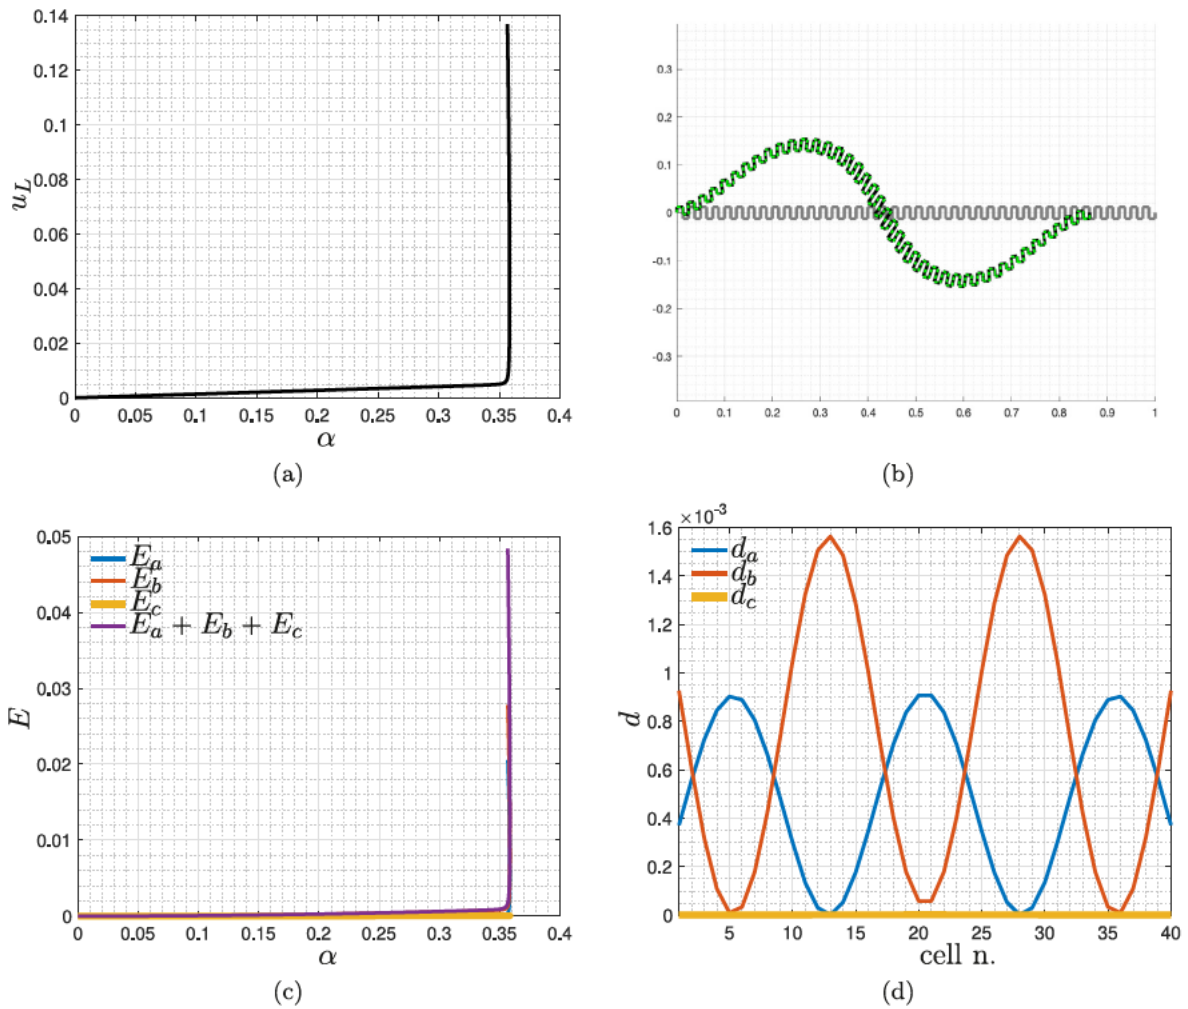 0.14
0.12
0.1
0.08
0.06
0.04
0.02
0
u_L
0 0.05 0.1 0.15 0.2 0.25 0.3 0.35 0.4
α
(a)
0.3
0.2
0.1
0
-0.1
-0.2
-0.3
0 0.1 0.2 0.3 0.4 0.5 0.6 0.7 0.8 0.9 1
(b)
0.05
0.04
0.03
0.02
0.01
0
E
E_a
E_b
E_c
E_a + E_b + E_c
0 0.05 0.1 0.15 0.2 0.25 0.3 0.35 0.4
α
(c)
×10⁻³
1.6
1.4
1.2
1
0.8
0.6
0.4
0.2
0
d
d_a
d_b
d_c
5 10 15 20 25 30 35 40
cell n.
(d)